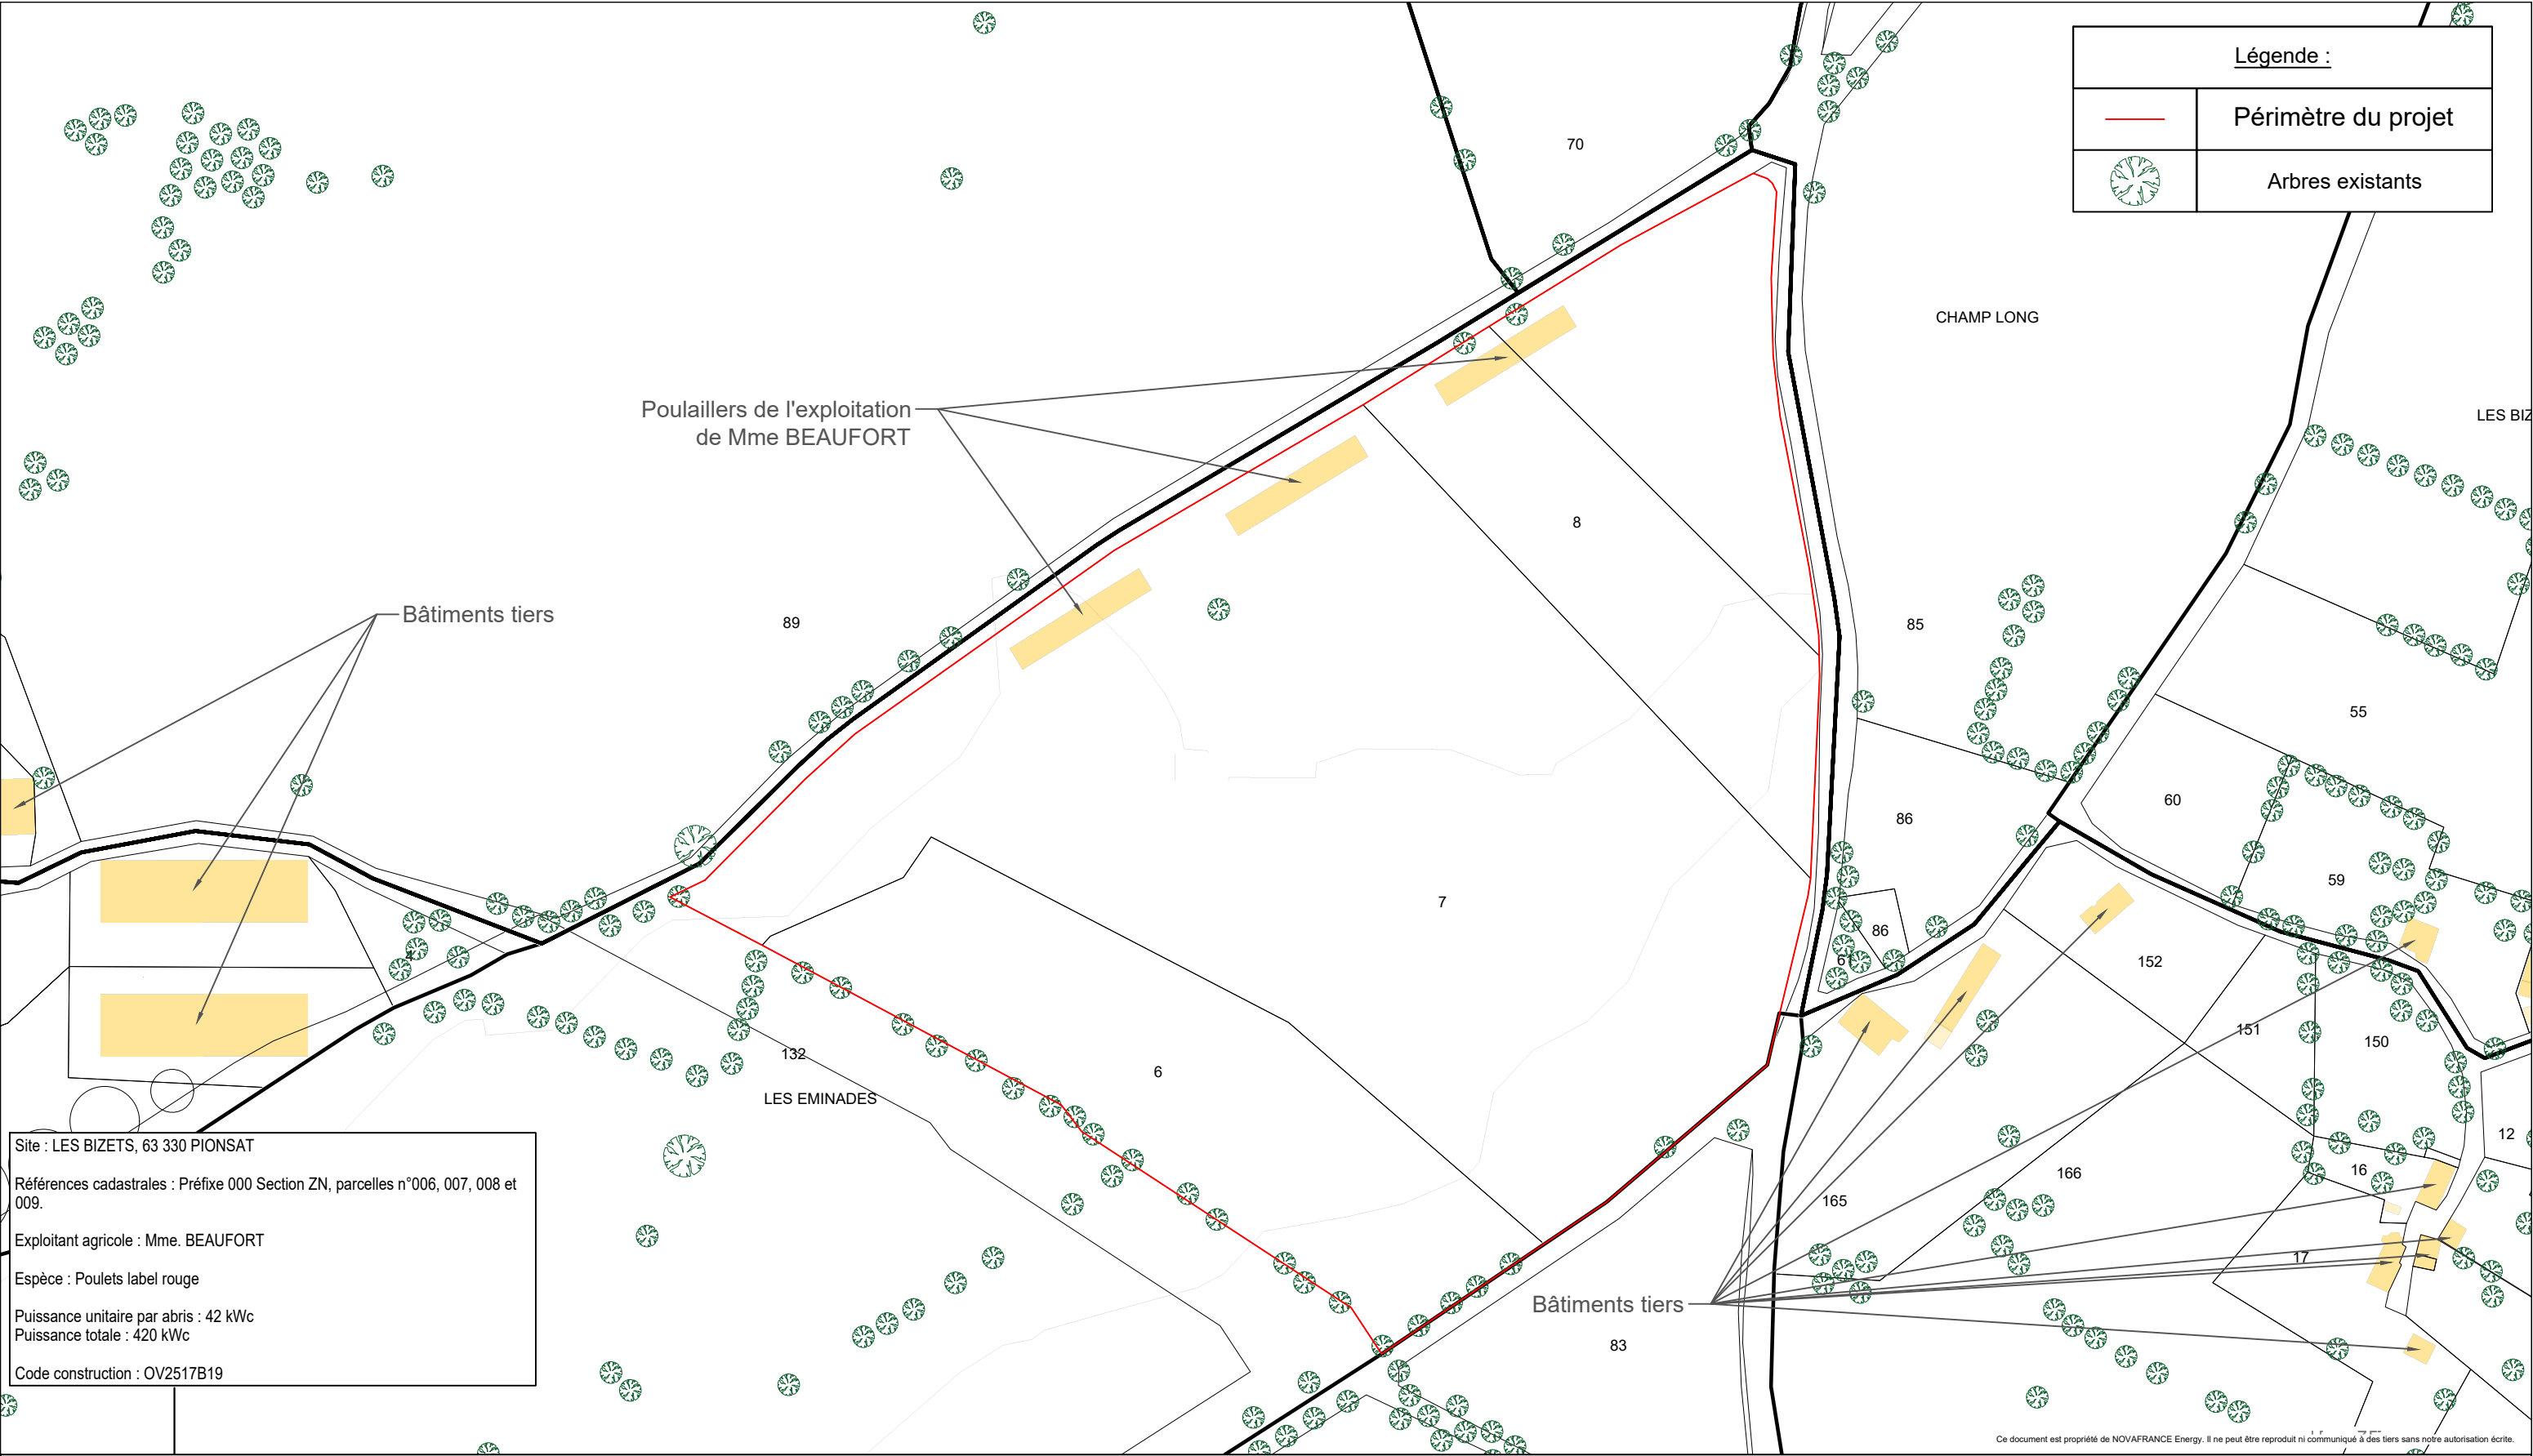 Légende :
Périmètre du projet
Arbres existants
70
CHAMP LONG
LES BIZ
Poulaillers de l'exploitation
de Mme BEAUFORT
8
Bâtiments tiers
89
85
55
60
86
59
7
86
61
4
152
151
150
132
6
LES EMINADES
12
16
166
165
17
Bâtiments tiers
83
Site : LES BIZETS, 63 330 PIONSAT
Références cadastrales : Préfixe 000 Section ZN, parcelles n°006, 007, 008 et
009.
Exploitant agricole : Mme. BEAUFORT
Espèce : Poulets label rouge
Puissance unitaire par abris : 42 kWc
Puissance totale : 420 kWc
Code construction : OV2517B19
Ce document est propriété de NOVAFRANCE Energy. Il ne peut être reproduit ni communiqué à des tiers sans notre autorisation écrite.